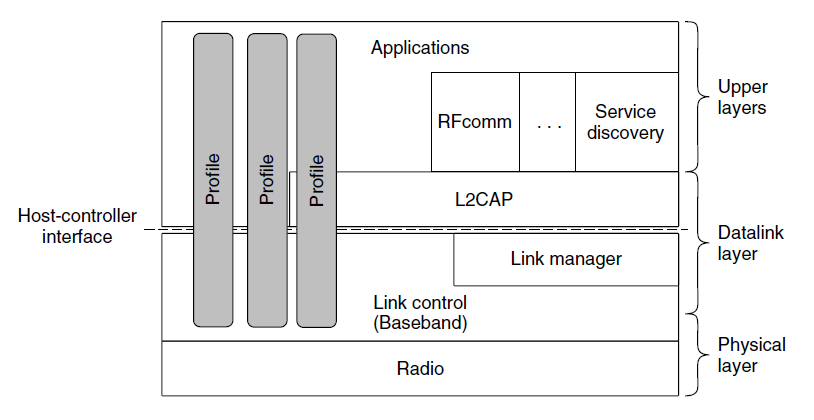 Applications
Upper
layers
RFcomm
. . .
Service
discovery
Profile
Profile
Profile
L2CAP
Host-controller
interface
Datalink
layer
Link manager
Link control
(Baseband)
Physical
layer
Radio